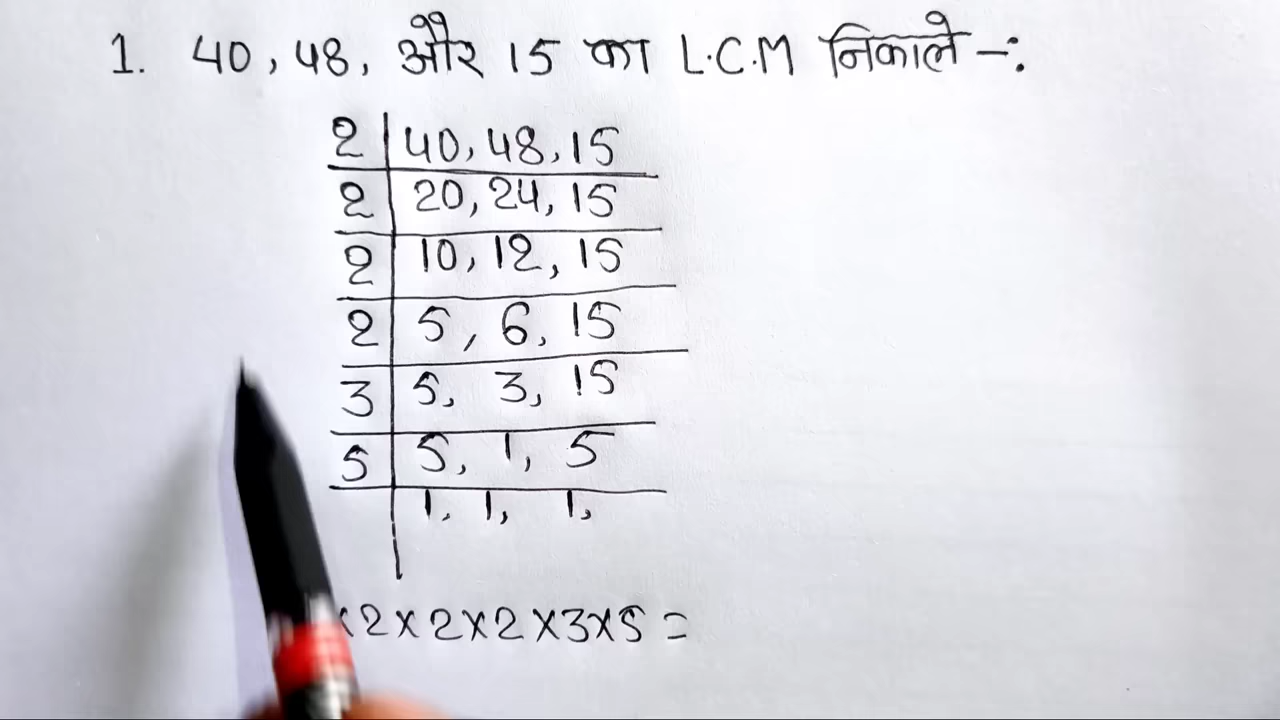 1. 40, 48, और 15 का L.C.M निकाले -:
2 | 40, 48, 15
2 | 20, 24, 15
2 | 10, 12, 15
2 | 5, 6, 15
3 | 5, 3, 15
5 | 5, 1, 5
| 1, 1, 1,
×2×2×2×3×5=